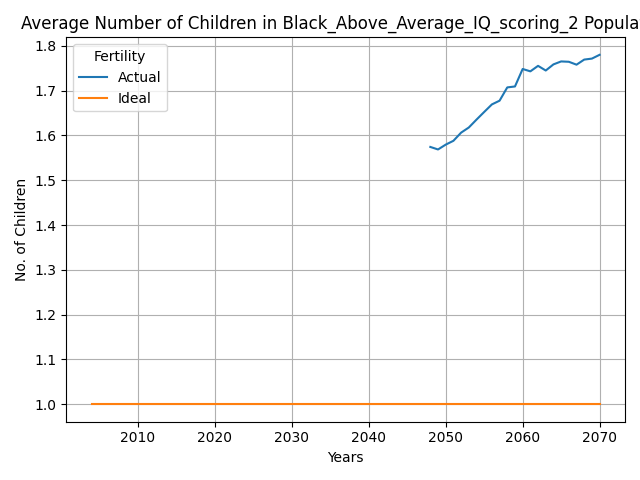 Average Number of Children in Black_Above_Average_IQ_scoring_2 Popula
Fertility
Actual
Ideal
No. of Children
1.8
1.7
1.6
1.5
1.4
1.3
1.2
1.1
1.0
2010 2020 2030 2040 2050 2060 2070
Years